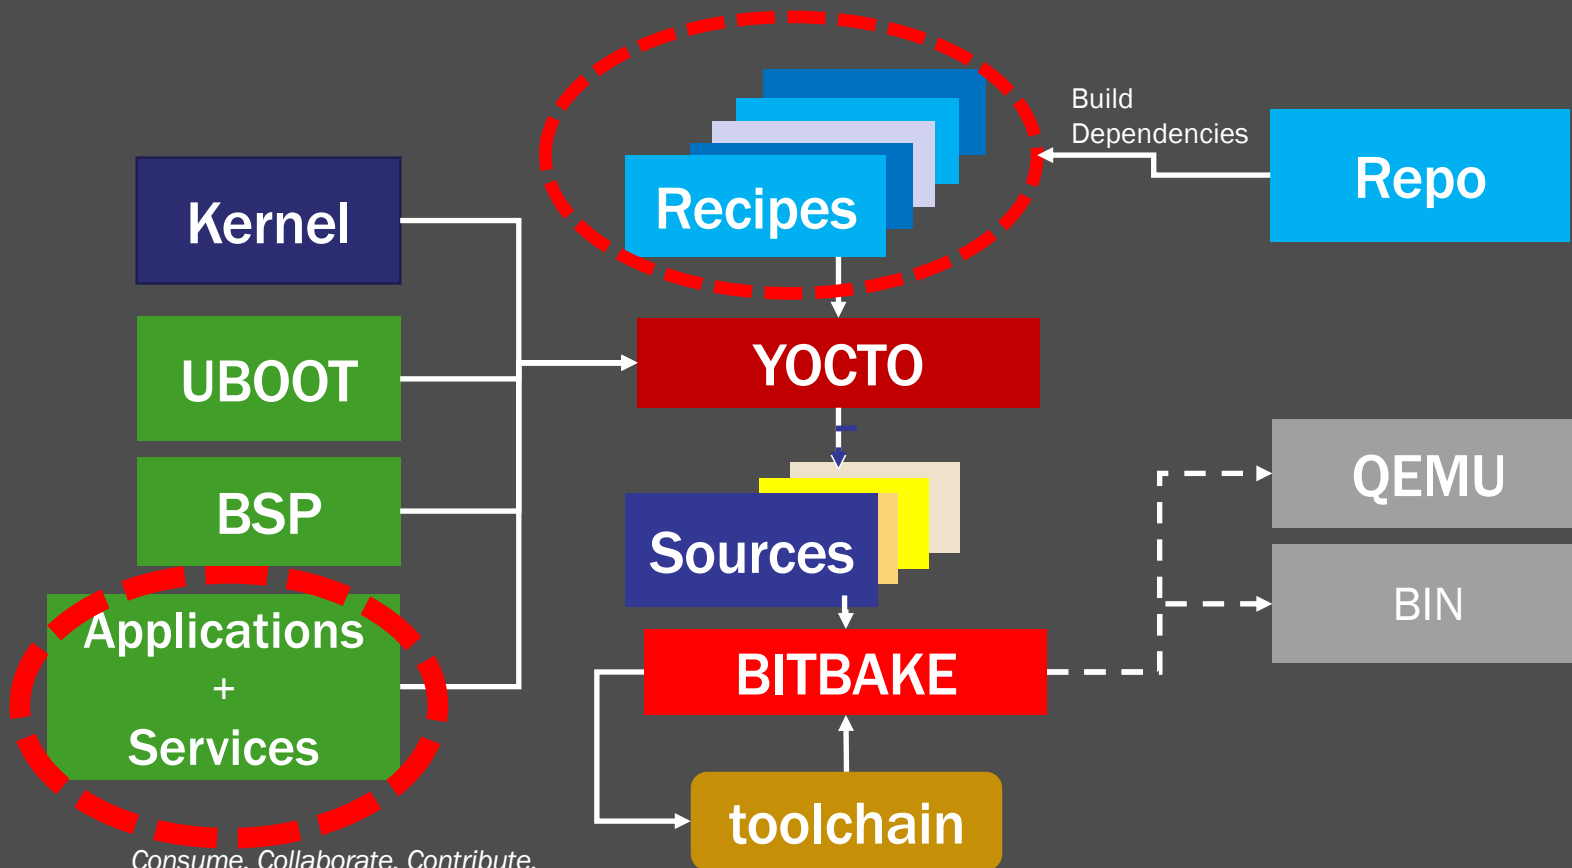 Build
Dependencies
Repo
Recipes
Kernel
YOCTO
UBOOT
QEMU
BSP
Sources
BIN
Applications
+
Services
BITBAKE
toolchain
Consume. Collaborate. Contribute.